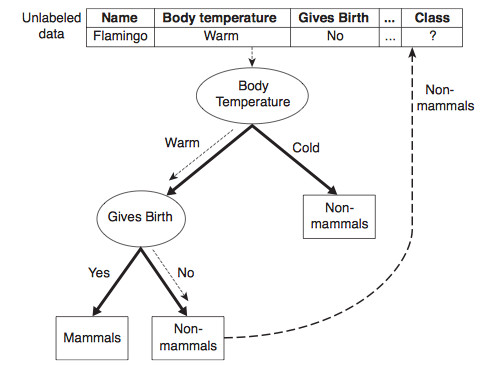 Unlabeled data
Name Body temperature Gives Birth ... Class
Flamingo Warm No ... ?
Body
Temperature
Non-
mammals
Warm
Cold
Gives Birth
Non-
mammals
Yes
No
Mammals
Non-
mammals